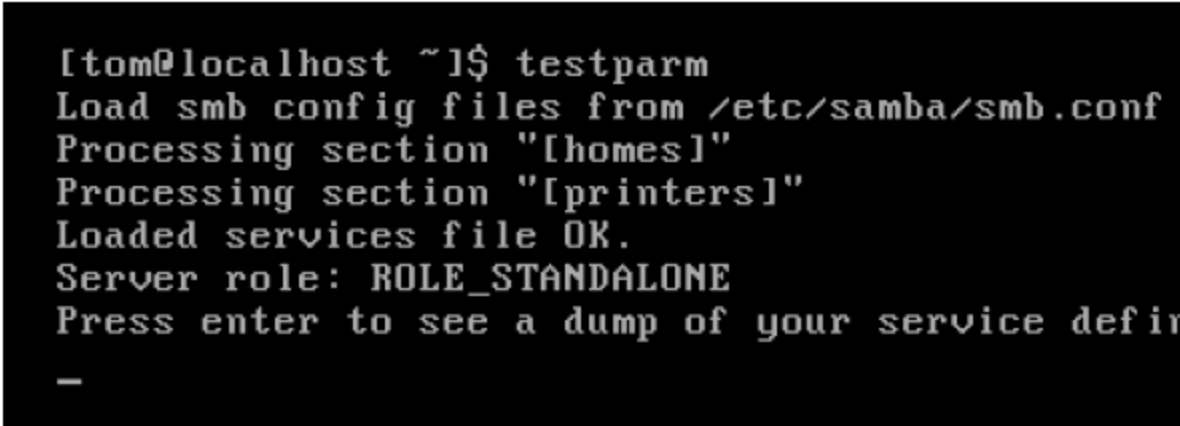 [tom@localhost ~]$ testparm
Load smb config files from /etc/samba/smb.conf
Processing section "[homes]"
Processing section "[printers]"
Loaded services file OK.
Server role: ROLE_STANDALONE
Press enter to see a dump of your service